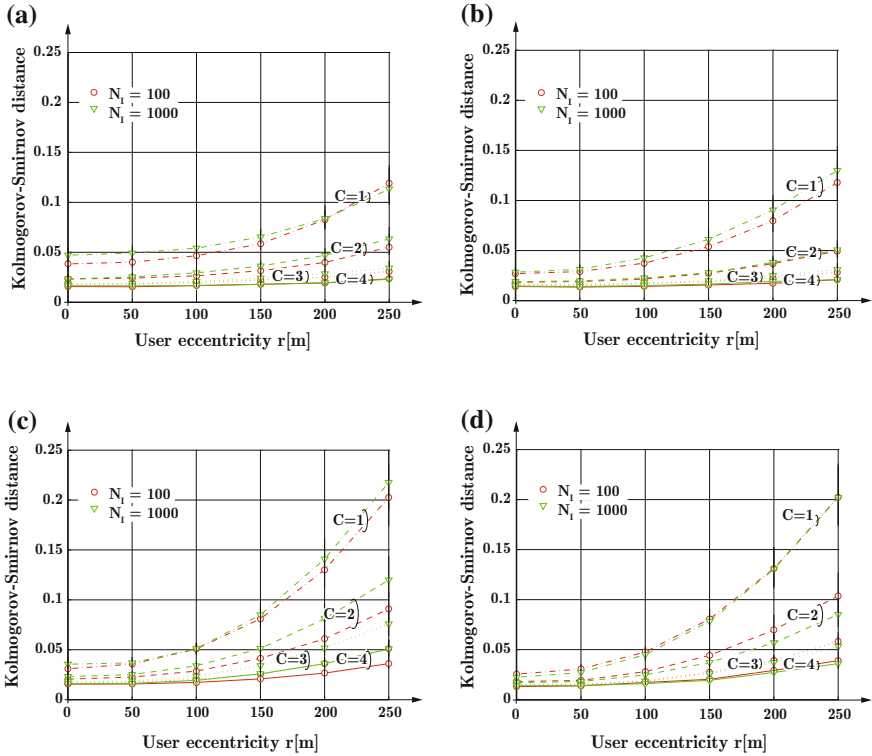 (a)
Kolmogorov-Smirnov distance
0.25
0.2
0.15
0.1
0.05
0
N_I = 100
N_I = 1000
C=1
C=2
C=3
C=4
0 50 100 150 200 250
User eccentricity r[m]
(b)
Kolmogorov-Smirnov distance
0.25
0.2
0.15
0.1
0.05
0
N_I = 100
N_I = 1000
C=1
C=2
C=3
C=4
0 50 100 150 200 250
User eccentricity r[m]
(c)
Kolmogorov-Smirnov distance
0.25
0.2
0.15
0.1
0.05
0
N_I = 100
N_I = 1000
C=1
C=2
C=3
C=4
0 50 100 150 200 250
User eccentricity r[m]
(d)
Kolmogorov-Smirnov distance
0.25
0.2
0.15
0.1
0.05
0
N_I = 100
N_I = 1000
C=1
C=2
C=3
C=4
0 50 100 150 200 250
User eccentricity r[m]